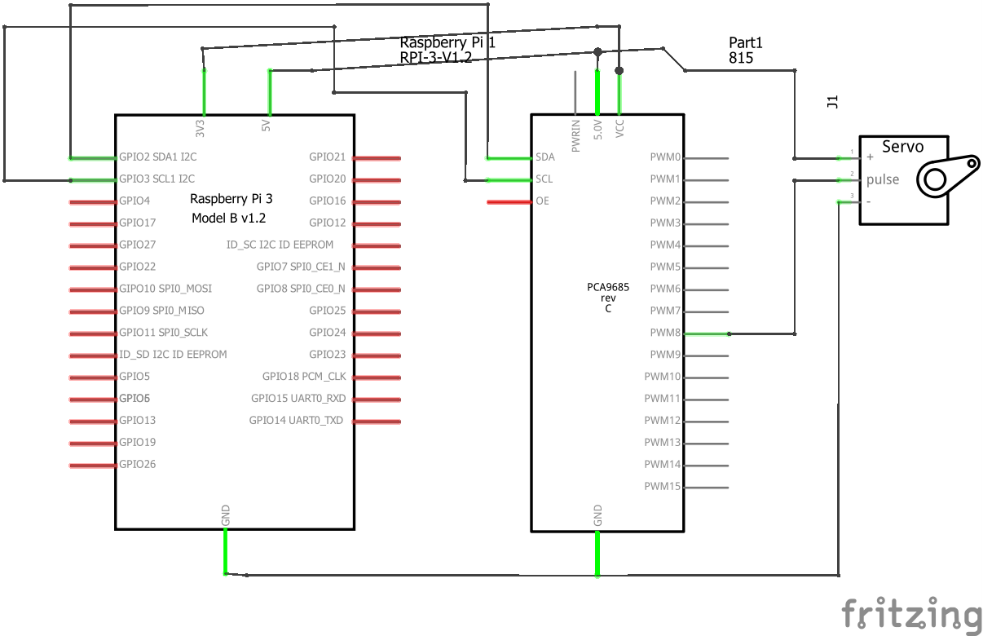 Raspberry Pi 1
RPI-3-V1.2
Part1
815
J1
3V3
5V
PWRIN
5.0V
VCC
GPIO2 SDA1 I2C
GPIO3 SCL1 I2C
GPIO4
GPIO17
GPIO27
GPIO22
GIPO10 SPI0_MOSI
GPIO9 SPI0_MISO
GPIO11 SPI0_SCLK
ID_SD I2C ID EEPROM
GPIO5
GPIO6
GPIO13
GPIO19
GPIO26
GPIO21
GPIO20
GPIO16
GPIO12
ID_SC I2C ID EEPROM
GPIO7 SPI0_CE1_N
GPIO8 SPI0_CE0_N
GPIO25
GPIO24
GPIO23
GPIO18 PCM_CLK
GPIO15 UART0_RXD
GPIO14 UART0_TXD
Raspberry Pi 3
Model B v1.2
GND
SDA
SCL
OE
PCA9685
rev
C
PWM0
PWM1
PWM2
PWM3
PWM4
PWM5
PWM6
PWM7
PWM8
PWM9
PWM10
PWM11
PWM12
PWM13
PWM14
PWM15
GND
Servo
1
+
2
pulse
3
-
fritzing